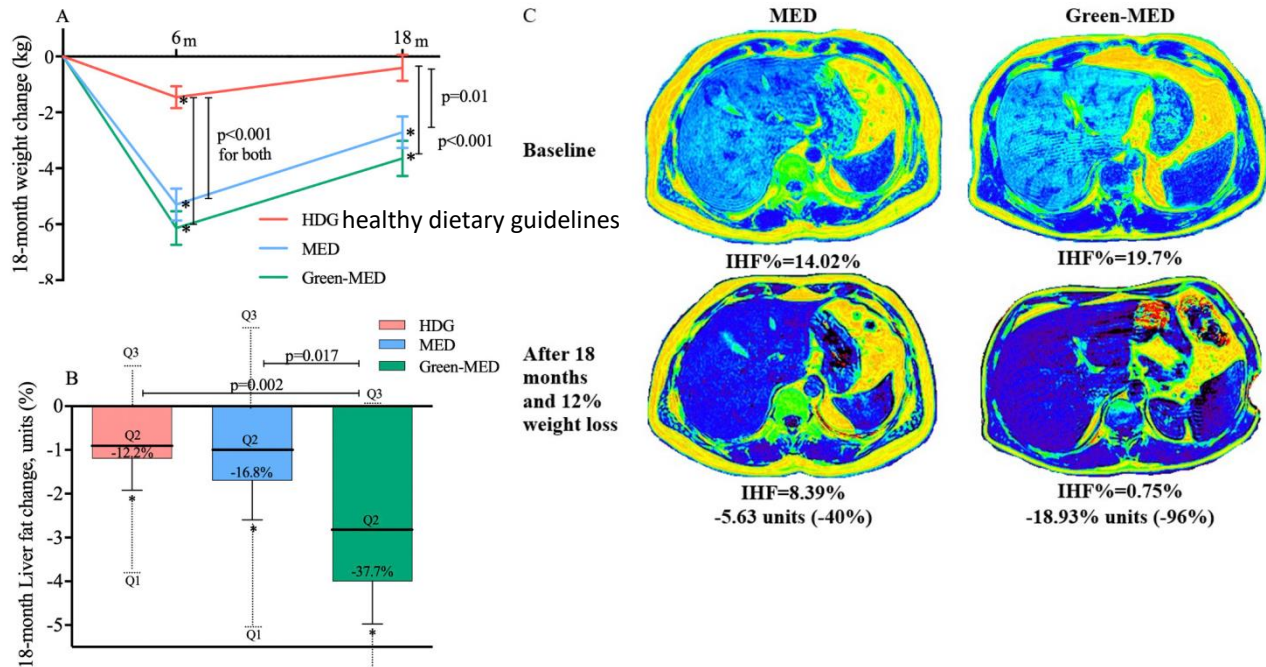 A
6 m
18 m
18-month weight change (kg)
0
-2
-4
-6
-8
*
*
*
*
*
p<0.001
for both
p=0.01
p<0.001
HDG healthy dietary guidelines
MED
Green-MED
B
HDG
MED
Green-MED
18-month Liver fat change, units (%)
0
-1
-2
-3
-4
-5
Q3
Q3
Q3
p=0.017
p=0.002
Q2
-12.2%
Q2
-16.8%
Q2
-37.7%
*
*
*
Q1
Q1
C
MED
Green-MED
Baseline
IHF%=14.02%
IHF%=19.7%
After 18
months
and 12%
weight loss
IHF=8.39%
-5.63 units (-40%)
IHF%=0.75%
-18.93% units (-96%)